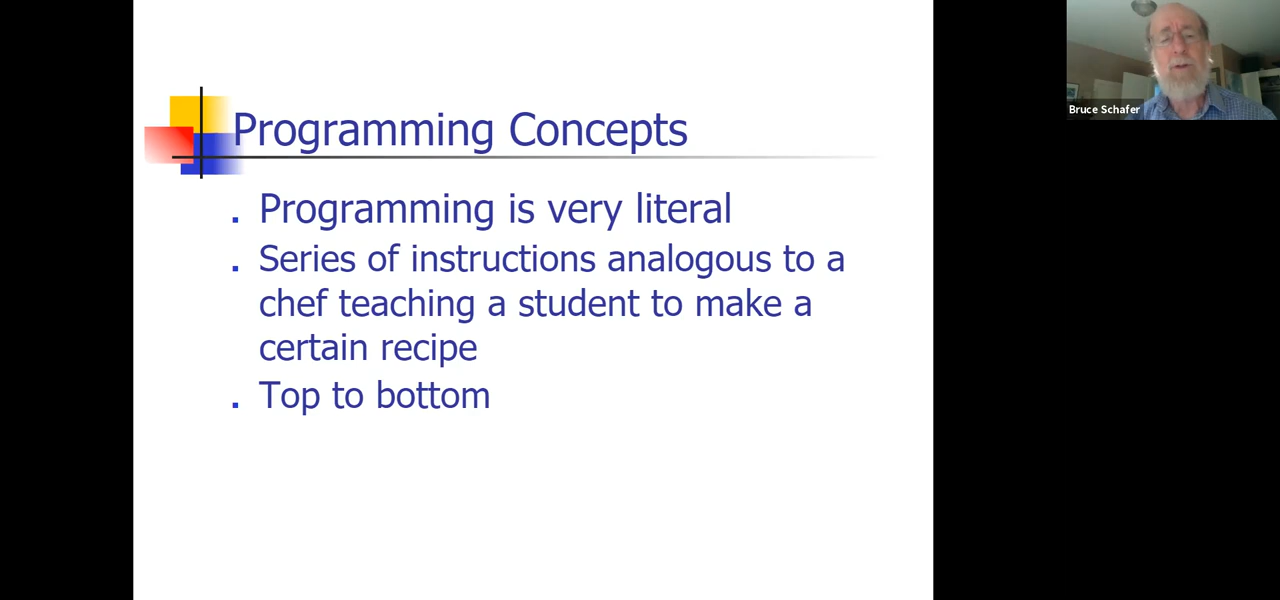 Programming Concepts
Programming is very literal
Series of instructions analogous to a
chef teaching a student to make a
certain recipe
Top to bottom
Bruce Schafer